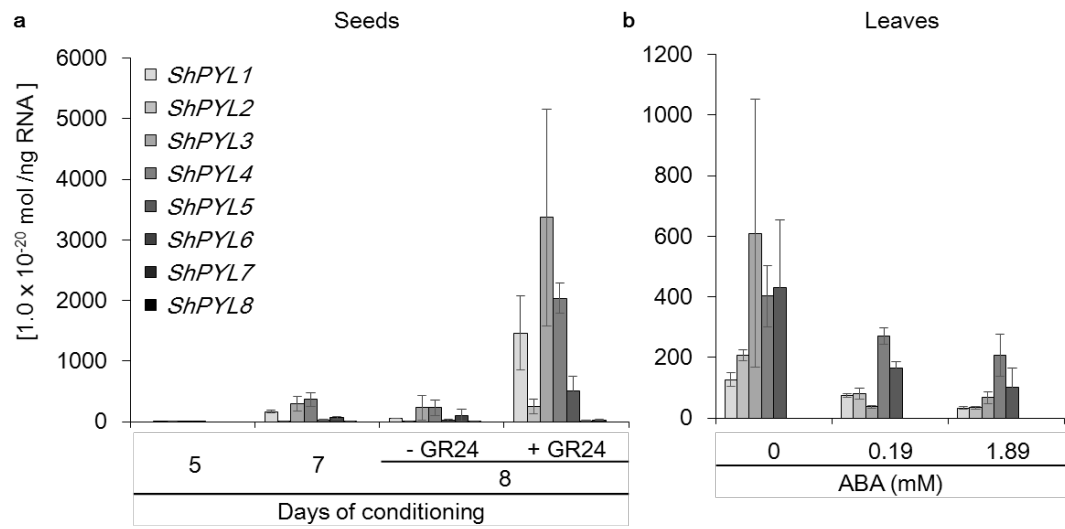 a
Seeds
[1.0 x 10⁻²⁰ mol /ng RNA ]
6000
5000
4000
3000
2000
1000
0
ShPYL1
ShPYL2
ShPYL3
ShPYL4
ShPYL5
ShPYL6
ShPYL7
ShPYL8
5
7
- GR24
+ GR24
8
Days of conditioning
b
Leaves
1200
1000
800
600
400
200
0
0
0.19
1.89
ABA (mM)